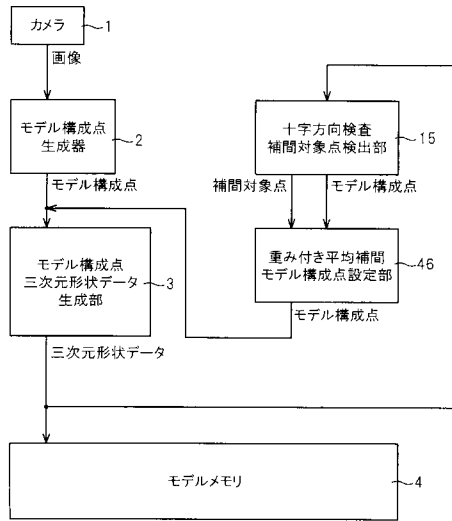 カメラ
1
画像
モデル構成点
生成器
2
モデル構成点
モデル構成点
三次元形状データ
生成部
3
三次元形状データ
十字方向検査
補間対象点検出部
15
補間対象点
モデル構成点
重み付き平均補間
モデル構成点設定部
46
モデル構成点
モデルメモリ
4